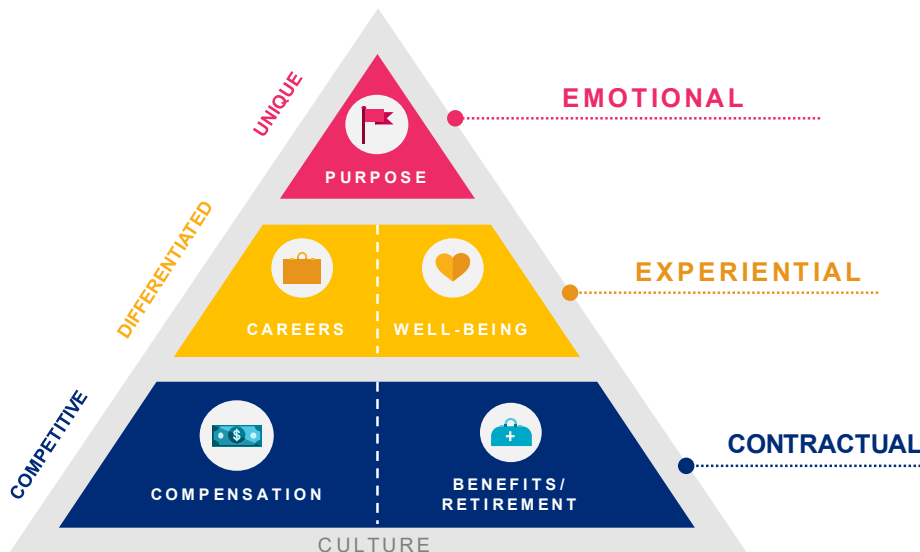 UNIQUE
EMOTIONAL
PURPOSE
DIFFERENTIATED
EXPERIENTIAL
CAREERS
WELL-BEING
COMPETITIVE
CONTRACTUAL
$
COMPENSATION
BENEFITS/
RETIREMENT
CULTURE